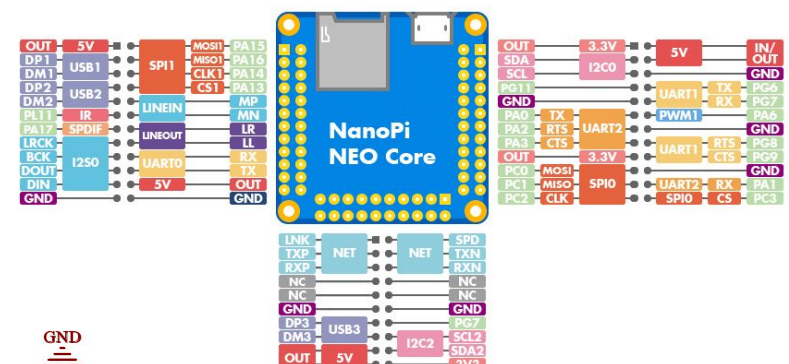 OUT 5V SPI1 MOSI1 PA15
DP1 USB1 MISO1 PA16
DM1 CLK1 PA14
DP2 USB2 CS1 PA13
DM2 LINEIN MP
PL11 IR MN
PA17 SPDIF LINEOUT LR
LRCK I2S0 LL
BCK UART0 RX
DOUT TX
DIN 5V OUT
GND GND
NanoPi
NEO Core
OUT 3.3V 5V IN/
OUT
SDA I2C0
SCL GND
PG11 UART1 TX PG6
GND RX PG7
PA0 TX UART2 PWM1 PA6
PA2 RTS GND
PA3 CTS UART1 RTS PG8
OUT 3.3V CTS PG9
PC0 MOSI SPI0 GND
PC1 MISO UART2 RX PA1
PC2 CLK SPI0 CS PC3
LNK NET NET SPD
TXP TXN
RXP RXN
NC NC
NC NC
GND GND
DP3 USB3 PG7
DM3 I2C2 SCL2
OUT 5V SDA2
3V3
GND